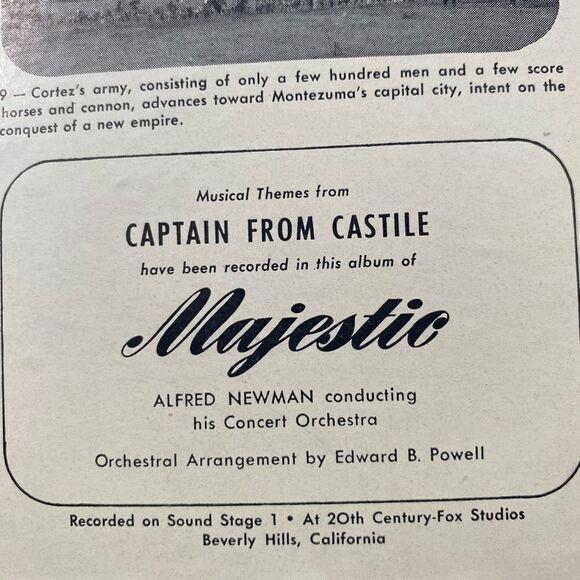 9 — Cortez's army, consisting of only a few hundred men and a few score
horses and cannon, advances toward Montezuma's capital city, intent on the
conquest of a new empire.
Musical Themes from
CAPTAIN FROM CASTILE
have been recorded in this album of
Majestic
ALFRED NEWMAN conducting
his Concert Orchestra
Orchestral Arrangement by Edward B. Powell
Recorded on Sound Stage 1 • At 20th Century-Fox Studios
Beverly Hills, California